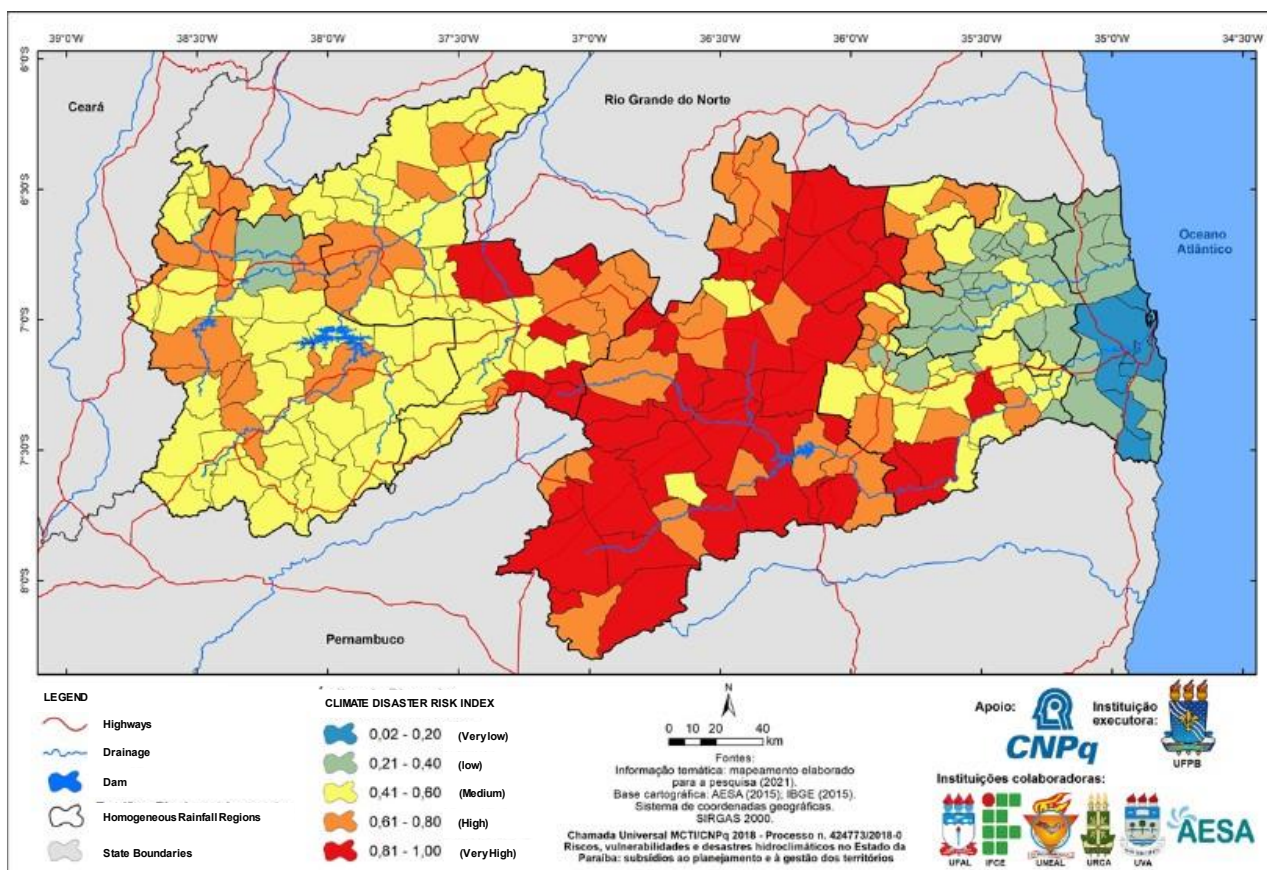 39°0'W 38°30'W 38°0'W 37°30'W 37°0'W 36°30'W 36°0'W 35°30'W 35°0'W 34°30'W
6°0'S
6°30'S
7°0'S
7°30'S
8°0'S
Ceará
Rio Grande do Norte
Oceano
Atlântico
Pernambuco
LEGEND
Highways
Drainage
Dam
Homogeneous Rainfall Regions
State Boundaries
CLIMATE DISASTER RISK INDEX
0,02 - 0,20 (Very low)
0,21 - 0,40 (low)
0,41 - 0,60 (Medium)
0,61 - 0,80 (High)
0,81 - 1,00 (Very High)
N
0 10 20 40
km
Fontes:
Informação temática: mapeamento elaborado
para a pesquisa (2021).
Base cartográfica: AESA (2015); IBGE (2015).
Sistema de coordenadas geográficas.
SIRGAS 2000.
Chamada Universal MCTI/CNPq 2018 - Processo n. 424773/2018-0
Riscos, vulnerabilidades e desastres hidroclimáticos no Estado da
Paraíba: subsídios ao planejamento e à gestão dos territórios
Apoio:
CNPq
Instituição
executora:
UFPB
Instituições colaboradoras:
UFAL IFCE UNEAL URCA UVA
AESA